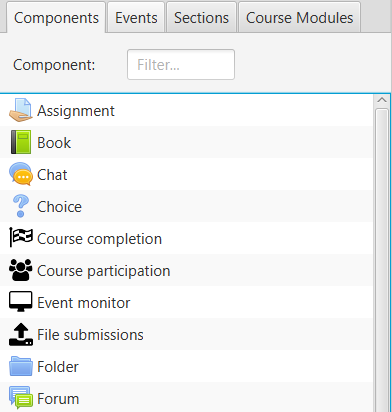 Components Events Sections Course Modules
Component: Filter...
Assignment
Book
Chat
Choice
Course completion
Course participation
Event monitor
File submissions
Folder
Forum